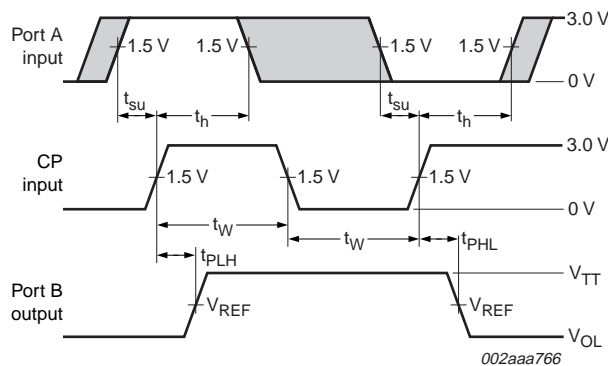 Port A
input
1.5 V
1.5 V
1.5 V
1.5 V
3.0 V
0 V
tsu
th
tsu
th
CP
input
1.5 V
1.5 V
1.5 V
3.0 V
0 V
tW
tW
tPLH
tPHL
Port B
output
VREF
VREF
VTT
VOL
002aaa766